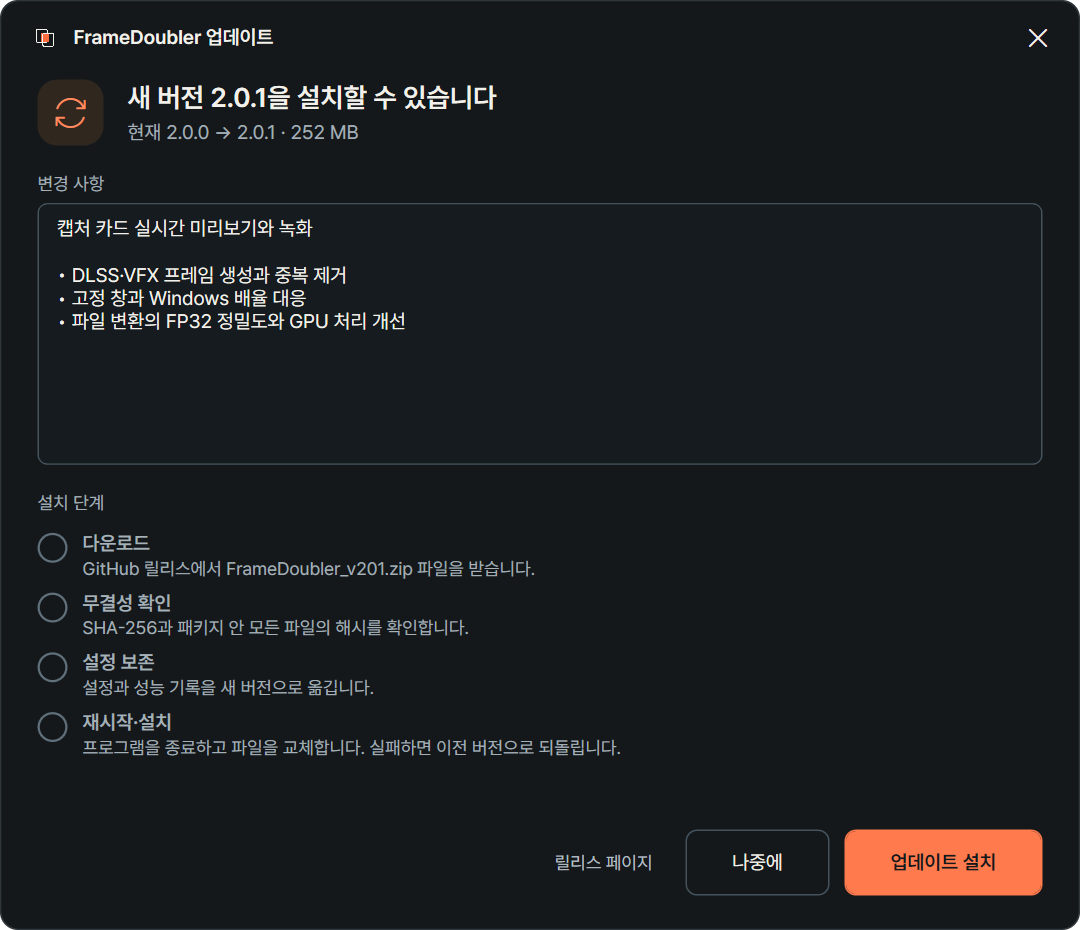 FrameDoubler 업데이트
새 버전 2.0.1을 설치할 수 있습니다
현재 2.0.0 → 2.0.1 · 252 MB
변경 사항
캡처 카드 실시간 미리보기와 녹화
• DLSS·VFX 프레임 생성과 중복 제거
• 고정 창과 Windows 배율 대응
• 파일 변환의 FP32 정밀도와 GPU 처리 개선
설치 단계
다운로드
GitHub 릴리스에서 FrameDoubler_v201.zip 파일을 받습니다.
무결성 확인
SHA-256과 패키지 안 모든 파일의 해시를 확인합니다.
설정 보존
설정과 성능 기록을 새 버전으로 옮깁니다.
재시작·설치
프로그램을 종료하고 파일을 교체합니다. 실패하면 이전 버전으로 되돌립니다.
릴리스 페이지
나중에
업데이트 설치